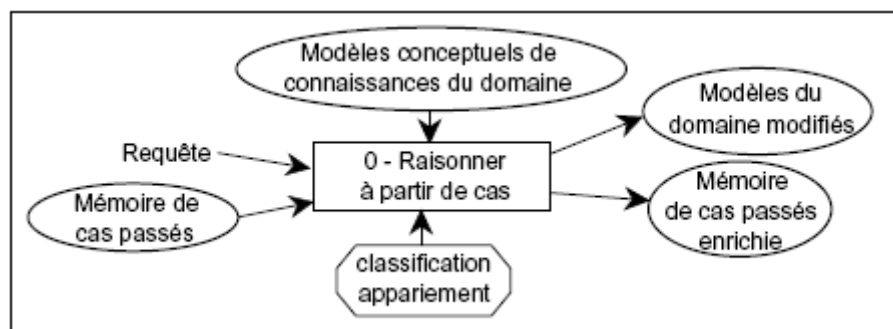 Modèles conceptuels de
connaissances du domaine
Modèles du
domaine modifiés
Requête
0 - Raisonner
à partir de cas
Mémoire de
cas passés
Mémoire
de cas passés
enrichie
classification
appariement